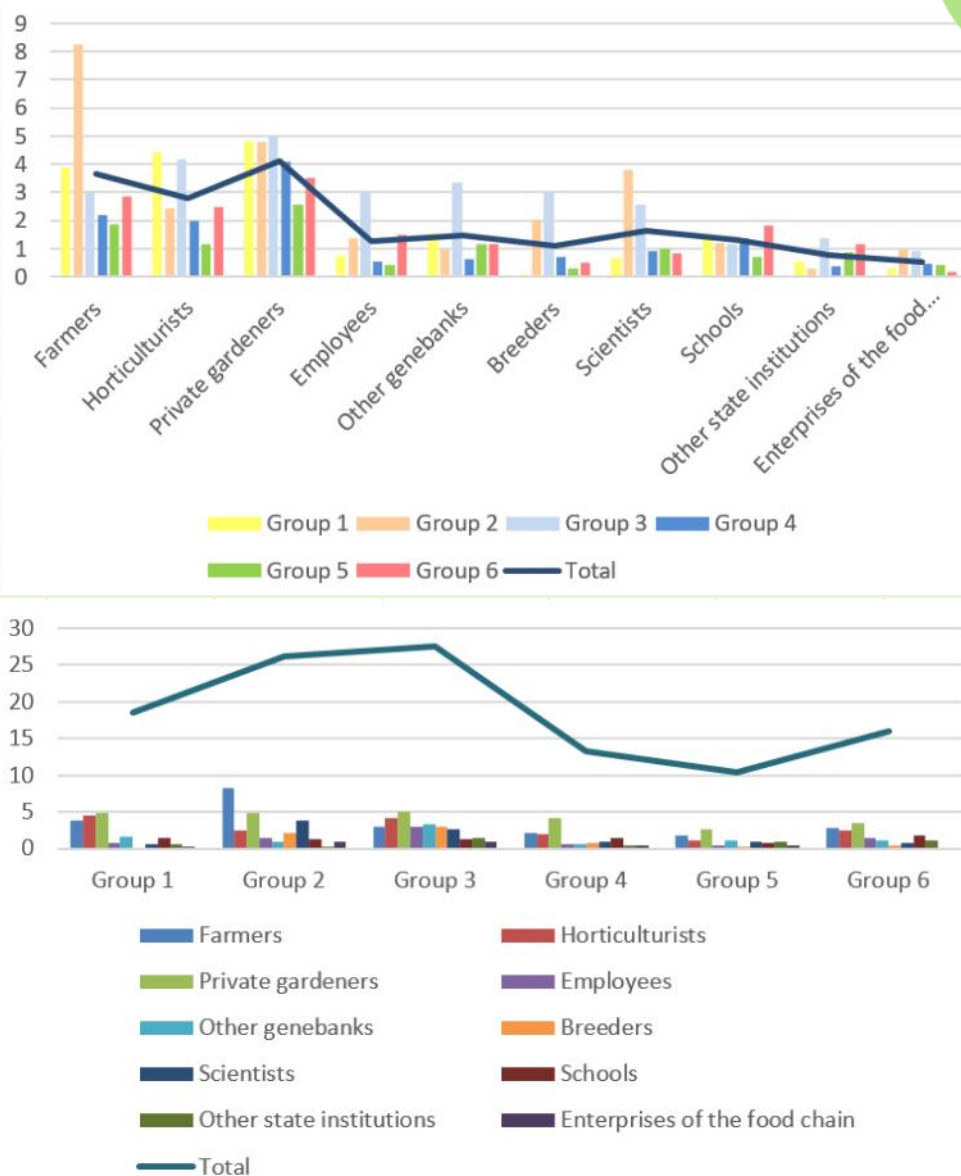 9
8
7
6
5
4
3
2
1
0
Farmers
Horticulturists
Private gardeners
Employees
Other genebanks
Breeders
Scientists
Schools
Other state institutions
Enterprises of the food...
Group 1 Group 2 Group 3 Group 4
Group 5 Group 6 Total
30
25
20
15
10
5
0
Group 1 Group 2 Group 3 Group 4 Group 5 Group 6
Farmers Horticulturists
Private gardeners Employees
Other genebanks Breeders
Scientists Schools
Other state institutions Enterprises of the food chain
Total